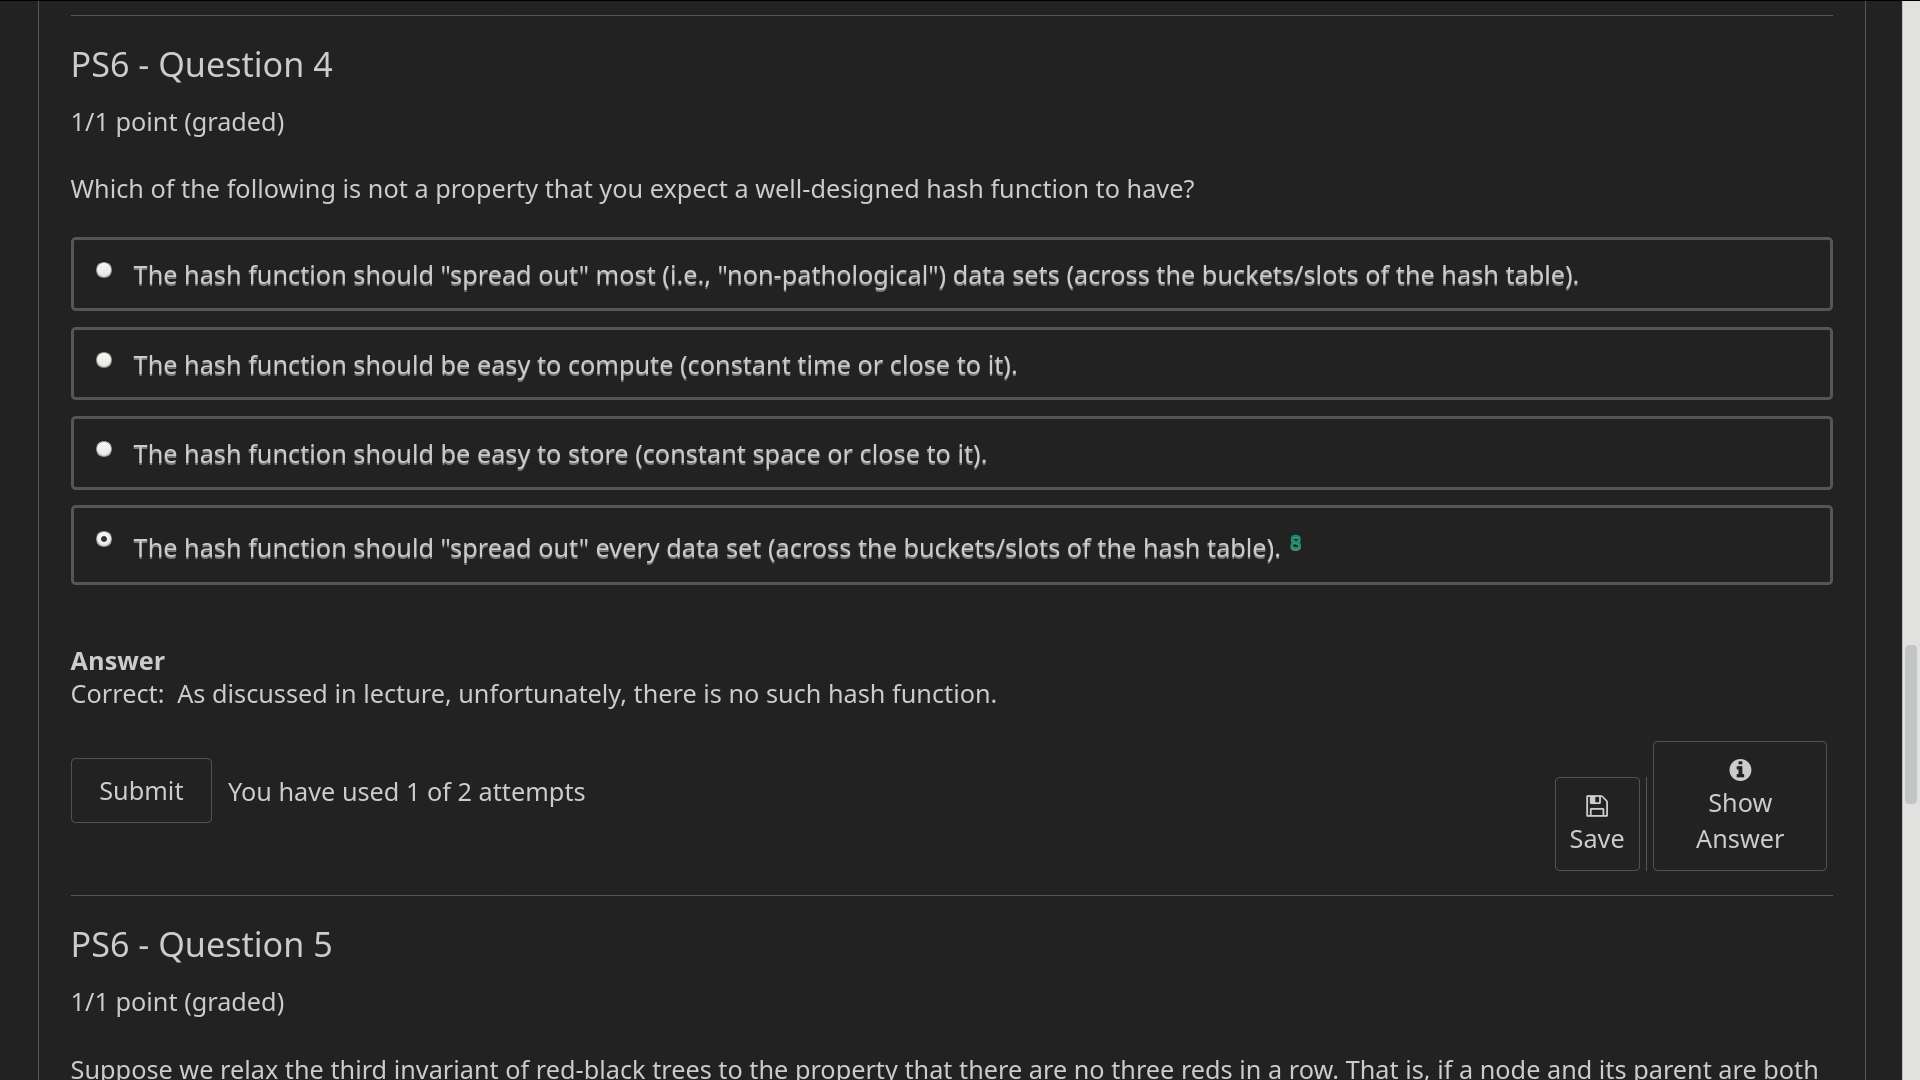 PS6 - Question 4
1/1 point (graded)
Which of the following is not a property that you expect a well-designed hash function to have?
The hash function should "spread out" most (i.e., "non-pathological") data sets (across the buckets/slots of the hash table).
The hash function should be easy to compute (constant time or close to it).
The hash function should be easy to store (constant space or close to it).
The hash function should "spread out" every data set (across the buckets/slots of the hash table).
Answer
Correct: As discussed in lecture, unfortunately, there is no such hash function.
Submit You have used 1 of 2 attempts
Save
Show
Answer
PS6 - Question 5
1/1 point (graded)
Suppose we relax the third invariant of red-black trees to the property that there are no three reds in a row. That is, if a node and its parent are both